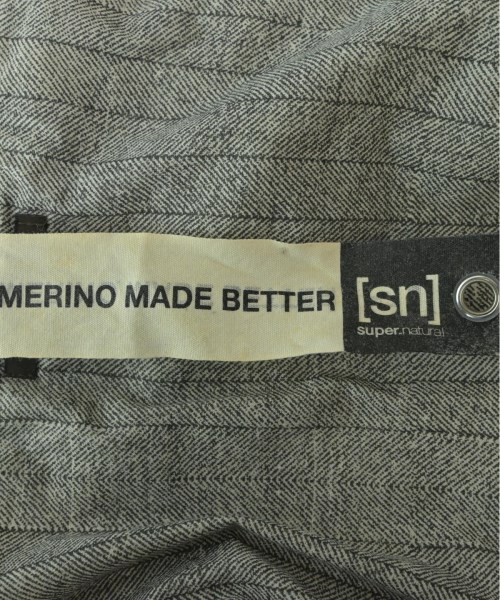 MERINO MADE BETTER
[sn]
super.natural